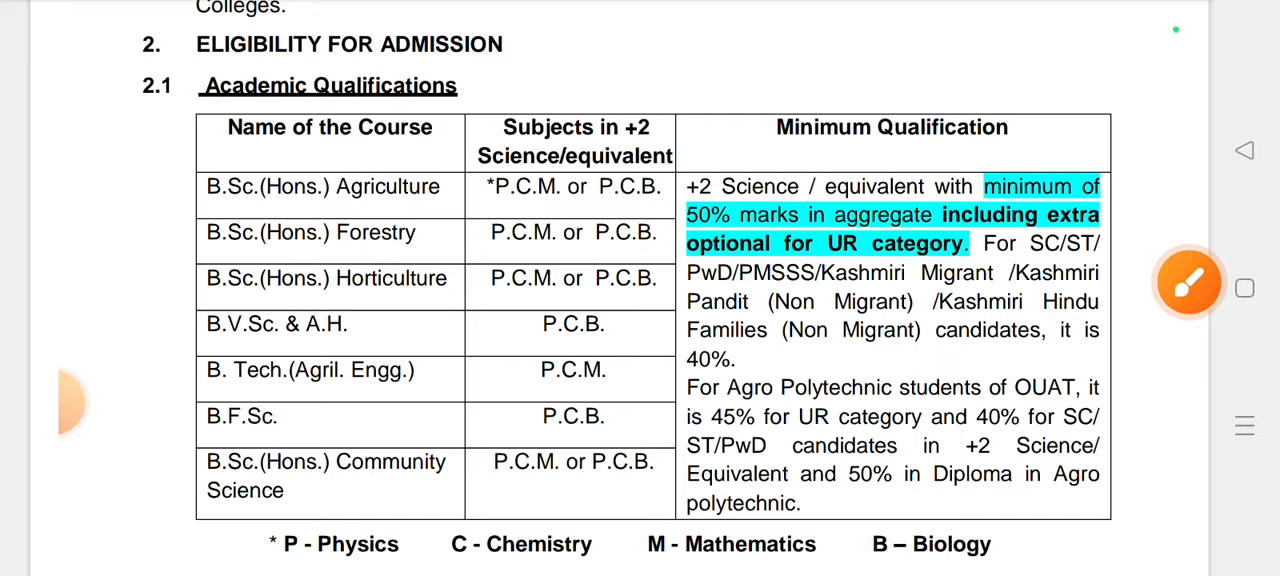 Colleges.
2. ELIGIBILITY FOR ADMISSION
2.1 Academic Qualifications
Name of the Course
Subjects in +2
Science/equivalent
Minimum Qualification
B.Sc.(Hons.) Agriculture
*P.C.M. or P.C.B.
B.Sc.(Hons.) Forestry
P.C.M. or P.C.B.
B.Sc.(Hons.) Horticulture
P.C.M. or P.C.B.
B.V.Sc. & A.H.
P.C.B.
B. Tech.(Agril. Engg.)
P.C.M.
B.F.Sc.
P.C.B.
B.Sc.(Hons.) Community
Science
P.C.M. or P.C.B.
+2 Science / equivalent with minimum of
50% marks in aggregate including extra
optional for UR category. For SC/ST/
PwD/PMSSS/Kashmiri Migrant /Kashmiri
Pandit (Non Migrant) /Kashmiri Hindu
Families (Non Migrant) candidates, it is
40%.
For Agro Polytechnic students of OUAT, it
is 45% for UR category and 40% for SC/
ST/PwD candidates in +2 Science/
Equivalent and 50% in Diploma in Agro
polytechnic.
* P - Physics C - Chemistry M - Mathematics B – Biology